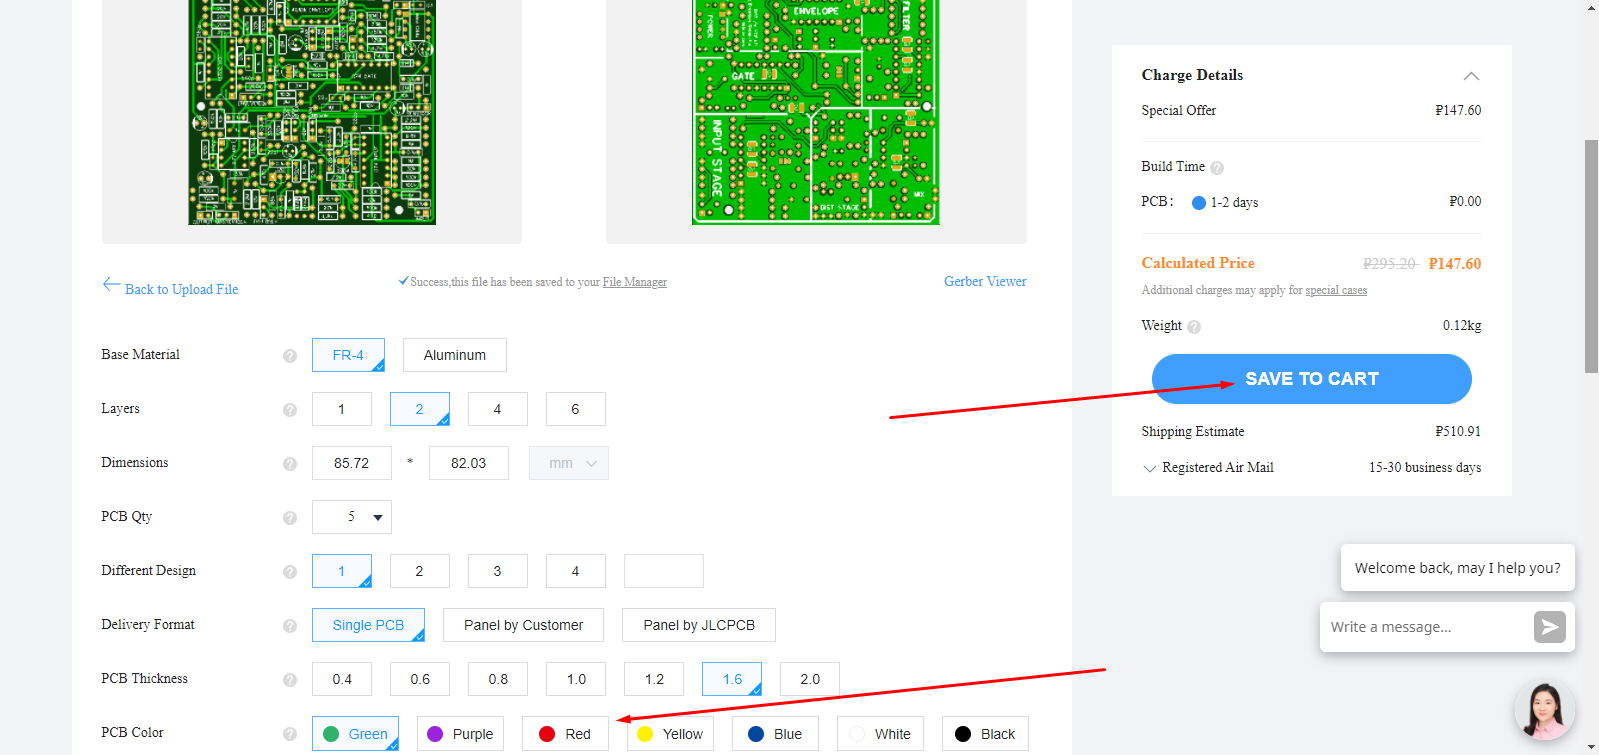 ENVELOPE
FILTER
POWER
GATE
INPUT STAGE
DIST STAGE
MIX
Charge Details
Special Offer ₽147.60
Build Time ?
PCB: 1-2 days ₽0.00
Calculated Price ₽295.20 ₽147.60
Additional charges may apply for special cases
Weight ? 0.12kg
SAVE TO CART
Shipping Estimate ₽510.91
Registered Air Mail 15-30 business days
Back to Upload File
Success,this file has been saved to your File Manager
Gerber Viewer
Base Material ? FR-4 Aluminum
Layers ? 1 2 4 6
Dimensions ? 85.72 * 82.03 mm
PCB Qty ? 5
Different Design ? 1 2 3 4
Delivery Format ? Single PCB Panel by Customer Panel by JLCPCB
PCB Thickness ? 0.4 0.6 0.8 1.0 1.2 1.6 2.0
PCB Color ? Green Purple Red Yellow Blue White Black
Welcome back, may I help you?
Write a message...